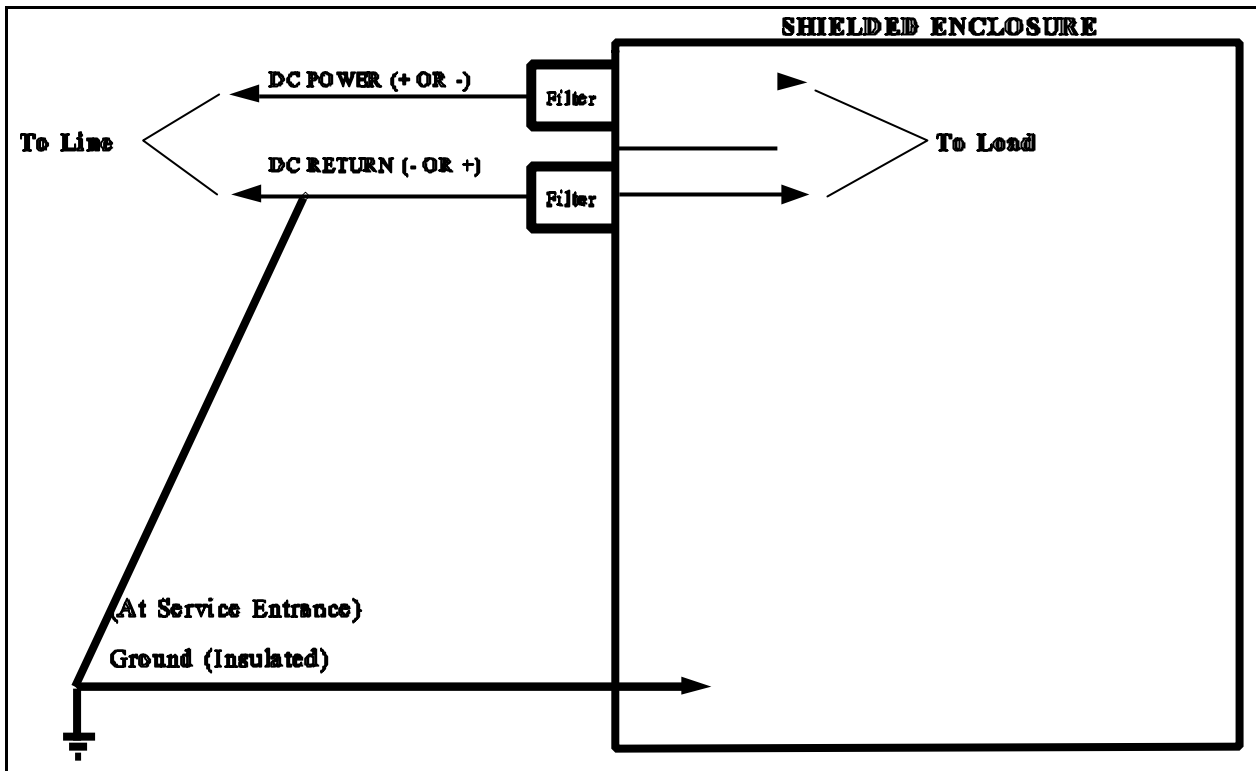 SHIELDED ENCLOSURE
DC POWER (+ OR -)
Filter
To Line
To Load
DC RETURN (- OR +)
Filter
(At Service Entrance)
Ground (Insulated)